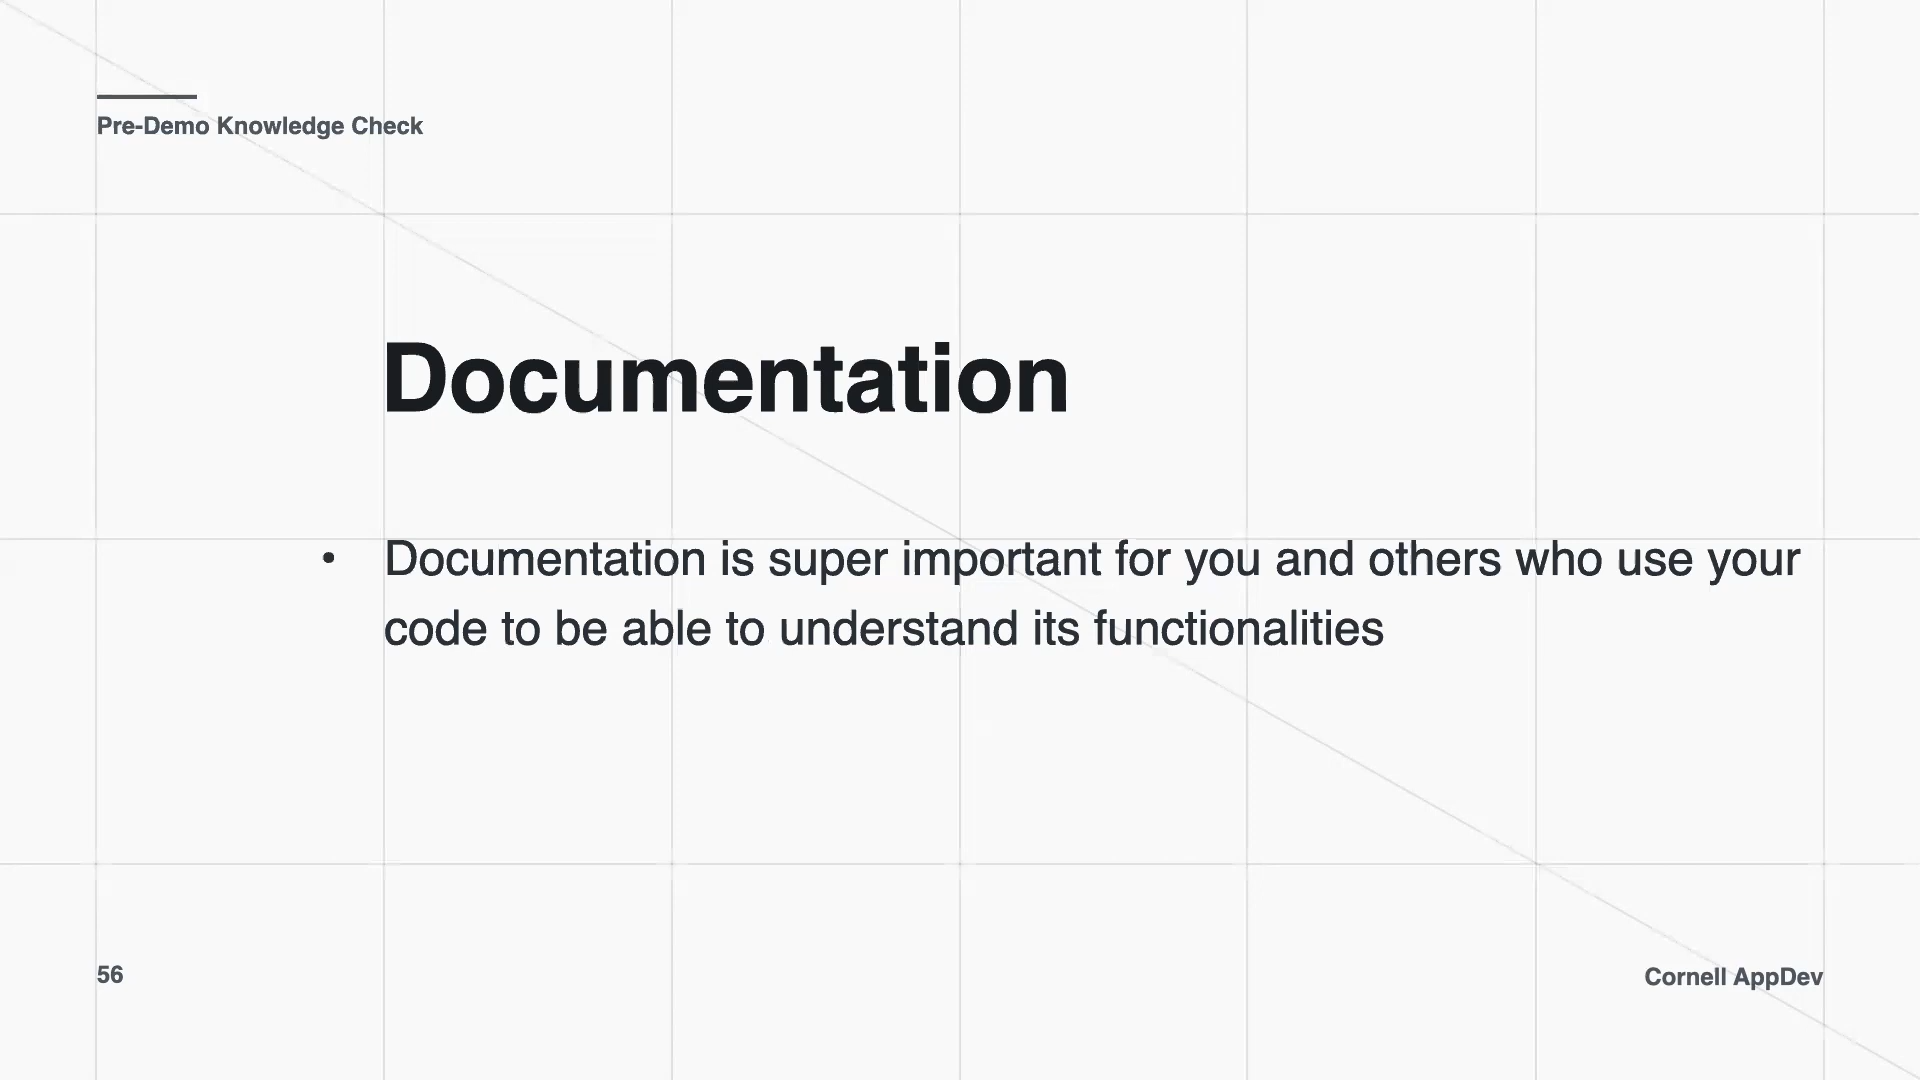 Pre-Demo Knowledge Check
Documentation
• Documentation is super important for you and others who use your
code to be able to understand its functionalities
56
Cornell AppDev